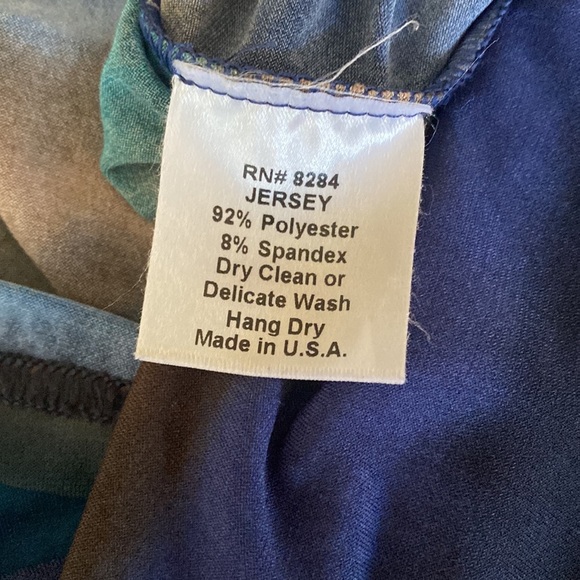 RN# 8284
JERSEY
92% Polyester
8% Spandex
Dry Clean or
Delicate Wash
Hang Dry
Made in U.S.A.